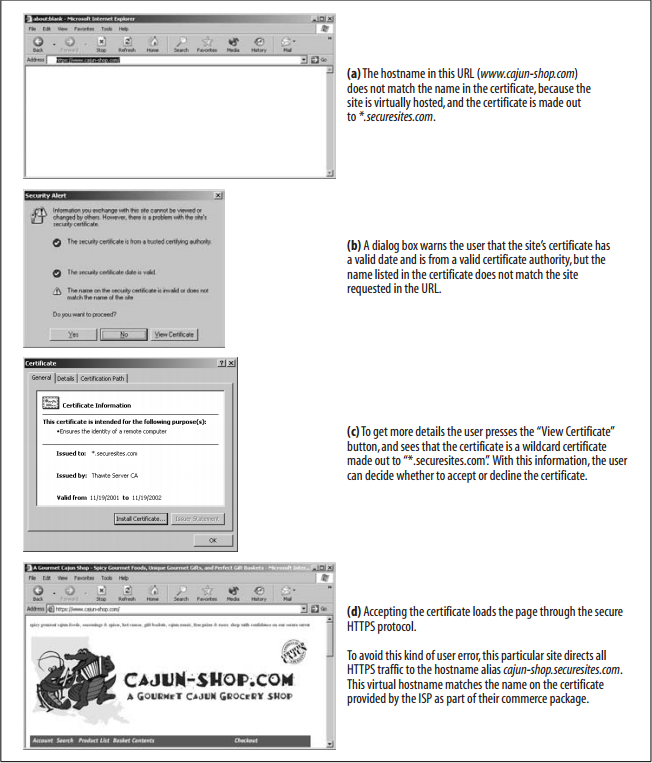 about:blank - Microsoft Internet Explorer
File Edit View Favorites Tools Help
Back Forward Stop Refresh Home Search Favorites Media History Mail
Address https://www.cajun-shop.com/ Go
(a) The hostname in this URL (www.cajun-shop.com)
does not match the name in the certificate, because the
site is virtually hosted, and the certificate is made out
to *.securesites.com.
Security Alert
Information you exchange with this site cannot be viewed or
changed by others. However, there is a problem with the site's
security certificate.
The security certificate is from a trusted certifying authority.
The security certificate date is valid.
The name on the security certificate is invalid or does not
match the name of the site
Do you want to proceed?
Yes No View Certificate
(b) A dialog box warns the user that the site's certificate has
a valid date and is from a valid certificate authority, but the
name listed in the certificate does not match the site
requested in the URL.
Certificate
General Details Certification Path
Certificate Information
This certificate is intended for the following purpose(s):
•Ensures the identity of a remote computer
Issued to: *.securesites.com
Issued by: Thawte Server CA
Valid from 11/19/2001 to 11/19/2002
Install Certificate... Issuer Statement
OK
(c) To get more details the user presses the “View Certificate”
button, and sees that the certificate is a wildcard certificate
made out to “*.securesites.com”. With this information, the user
can decide whether to accept or decline the certificate.
A Gourmet Cajun Shop - Spicy Gourmet Foods, Unique Gourmet Gifts, and Perfect Gift Baskets - Microsoft Inter...
File Edit View Favorites Tools Help
Back Forward Stop Refresh Home Search Favorites Media History Mail
Address https://www.cajun-shop.com/ Go
CAJUN-SHOP.COM
A GOURMET CAJUN GROCERY SHOP
Account Search Product List Basket Contents Checkout
(d) Accepting the certificate loads the page through the secure
HTTPS protocol.
To avoid this kind of user error, this particular site directs all
HTTPS traffic to the hostname alias cajun-shop.securesites.com.
This virtual hostname matches the name on the certificate
provided by the ISP as part of their commerce package.